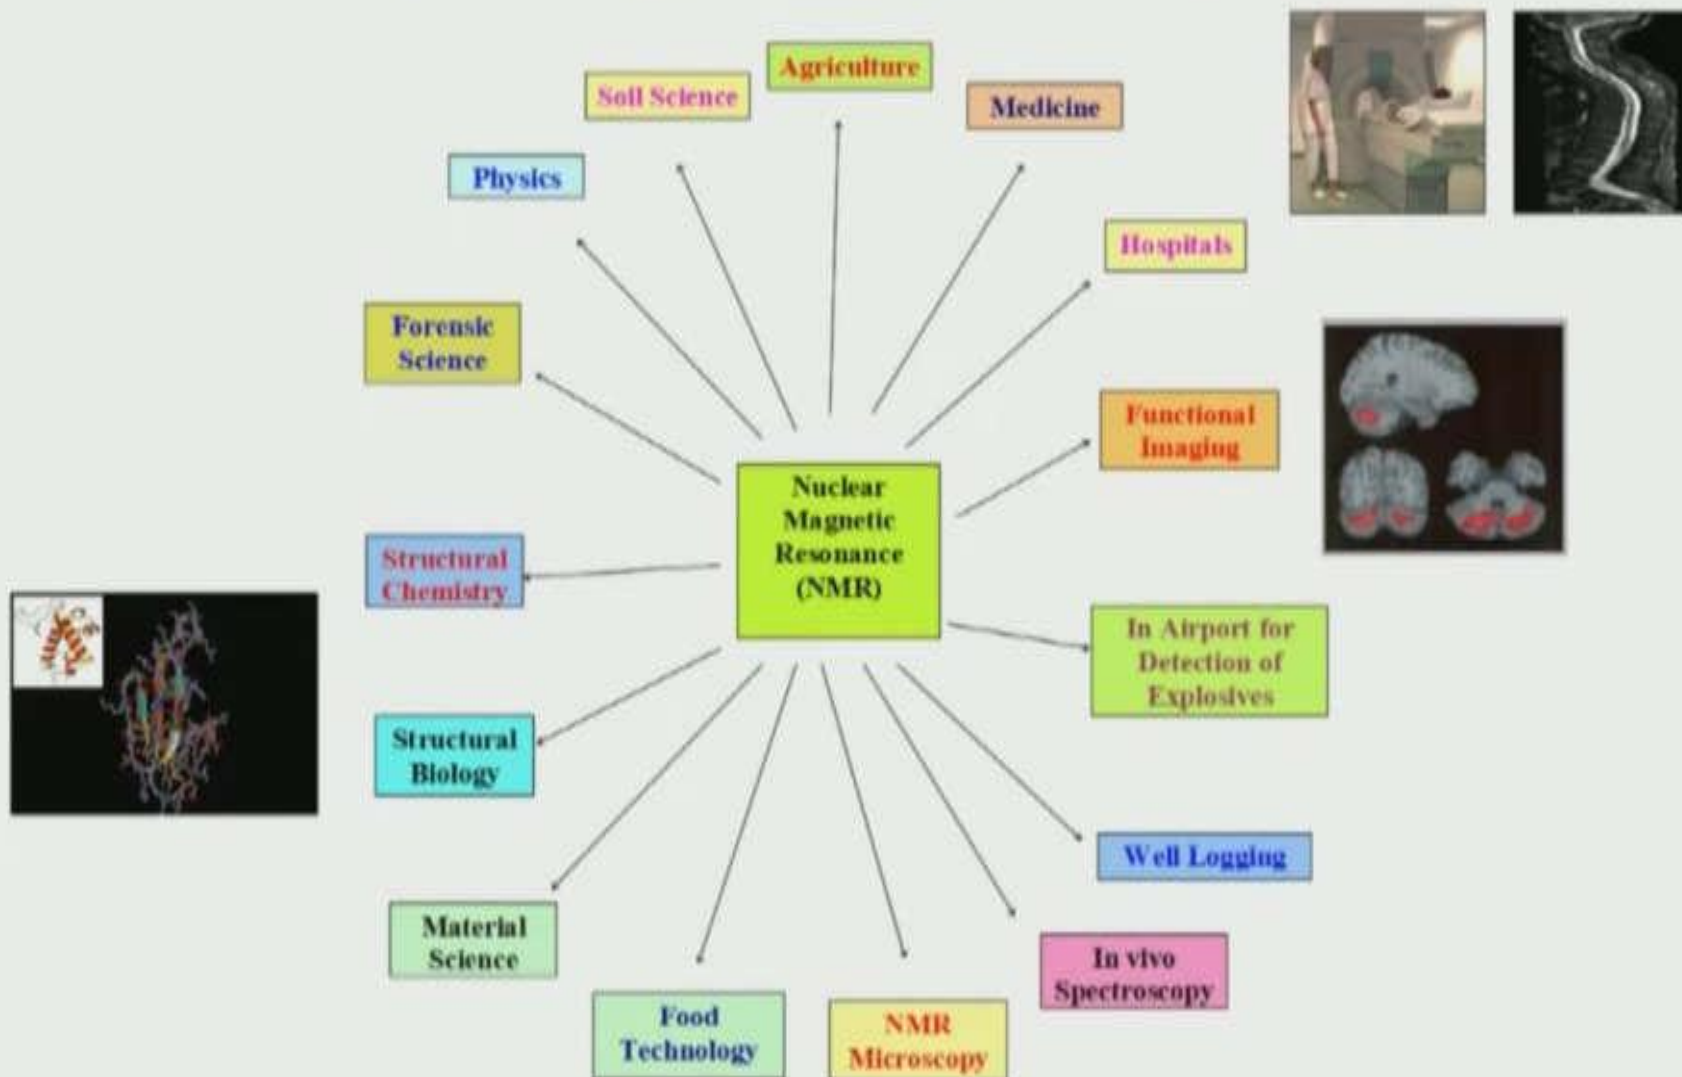 Agriculture
Soil Science
Medicine
Physics
Hospitals
Forensic
Science
Functional
Imaging
Nuclear
Magnetic
Resonance
(NMR)
Structural
Chemistry
In Airport for
Detection of
Explosives
Structural
Biology
Well Logging
Material
Science
In vivo
Spectroscopy
Food
Technology
NMR
Microscopy